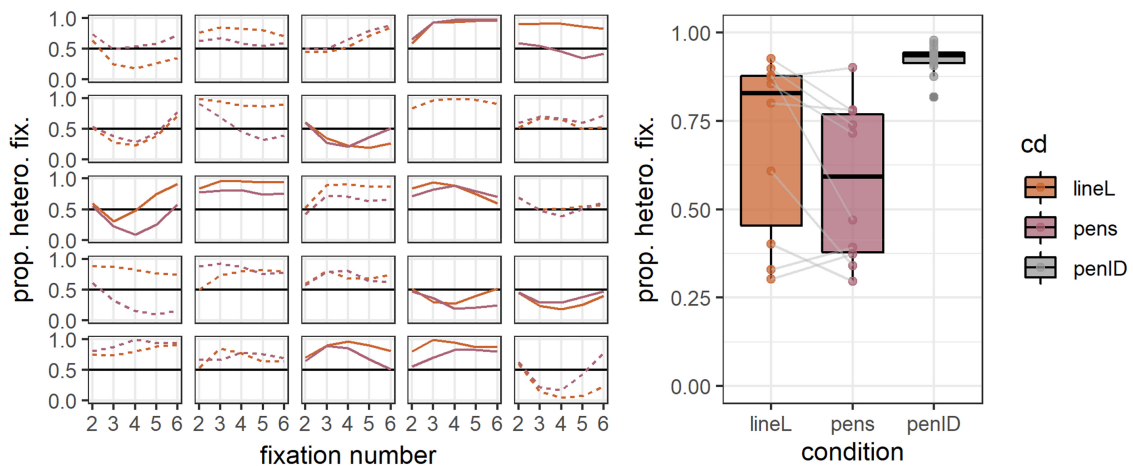 prop. hetero. fix.
1.0
0.5
0.0
1.0
0.5
0.0
1.0
0.5
0.0
1.0
0.5
0.0
1.0
0.5
0.0
2 3 4 5 6 2 3 4 5 6 2 3 4 5 6 2 3 4 5 6 2 3 4 5 6
fixation number
prop. hetero. fix.
1.00
0.75
0.50
0.25
0.00
lineL pens penID
condition
cd
lineL
pens
penID